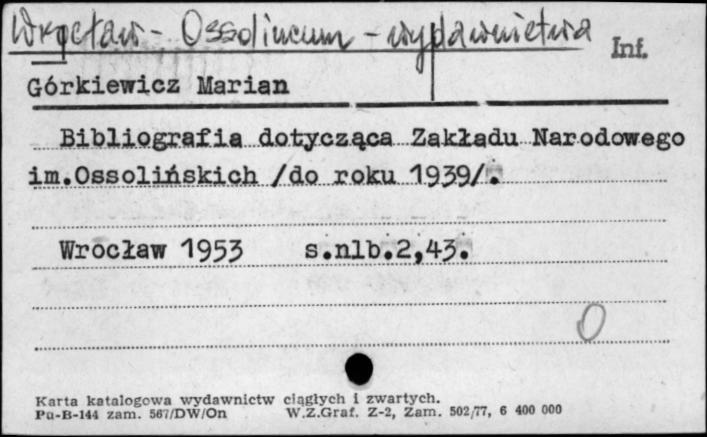 Wrocław - Ossolineum - wydawnictwa
Inf.
Górkiewicz Marian
Bibliografia dotycząca Zakładu Narodowego
im.Ossolińskich /do roku 1939/.
Wrocław 1953 s.nlb.2,43.
O
Karta katalogowa wydawnictw ciągłych i zwartych.
Pu-B-144 zam. 567/DW/On W.Z.Graf. Z-2, Zam. 502/77, 6 400 000